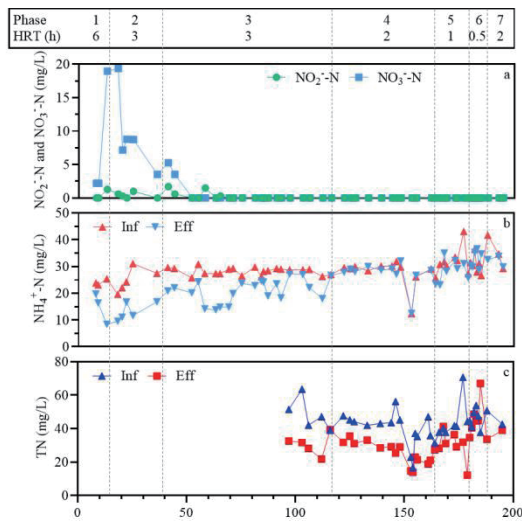 Phase 1 2 3 4 5 6 7
HRT (h) 6 3 3 2 1 0.5 2
NO₂⁻-N and NO₃⁻-N (mg/L)
20
15
10
5
0
NO₂⁻-N NO₃⁻-N
a
NH₄⁺-N (mg/L)
50
40
30
20
10
0
Inf Eff
b
TN (mg/L)
80
60
40
20
0
Inf Eff
c
0 50 100 150 200